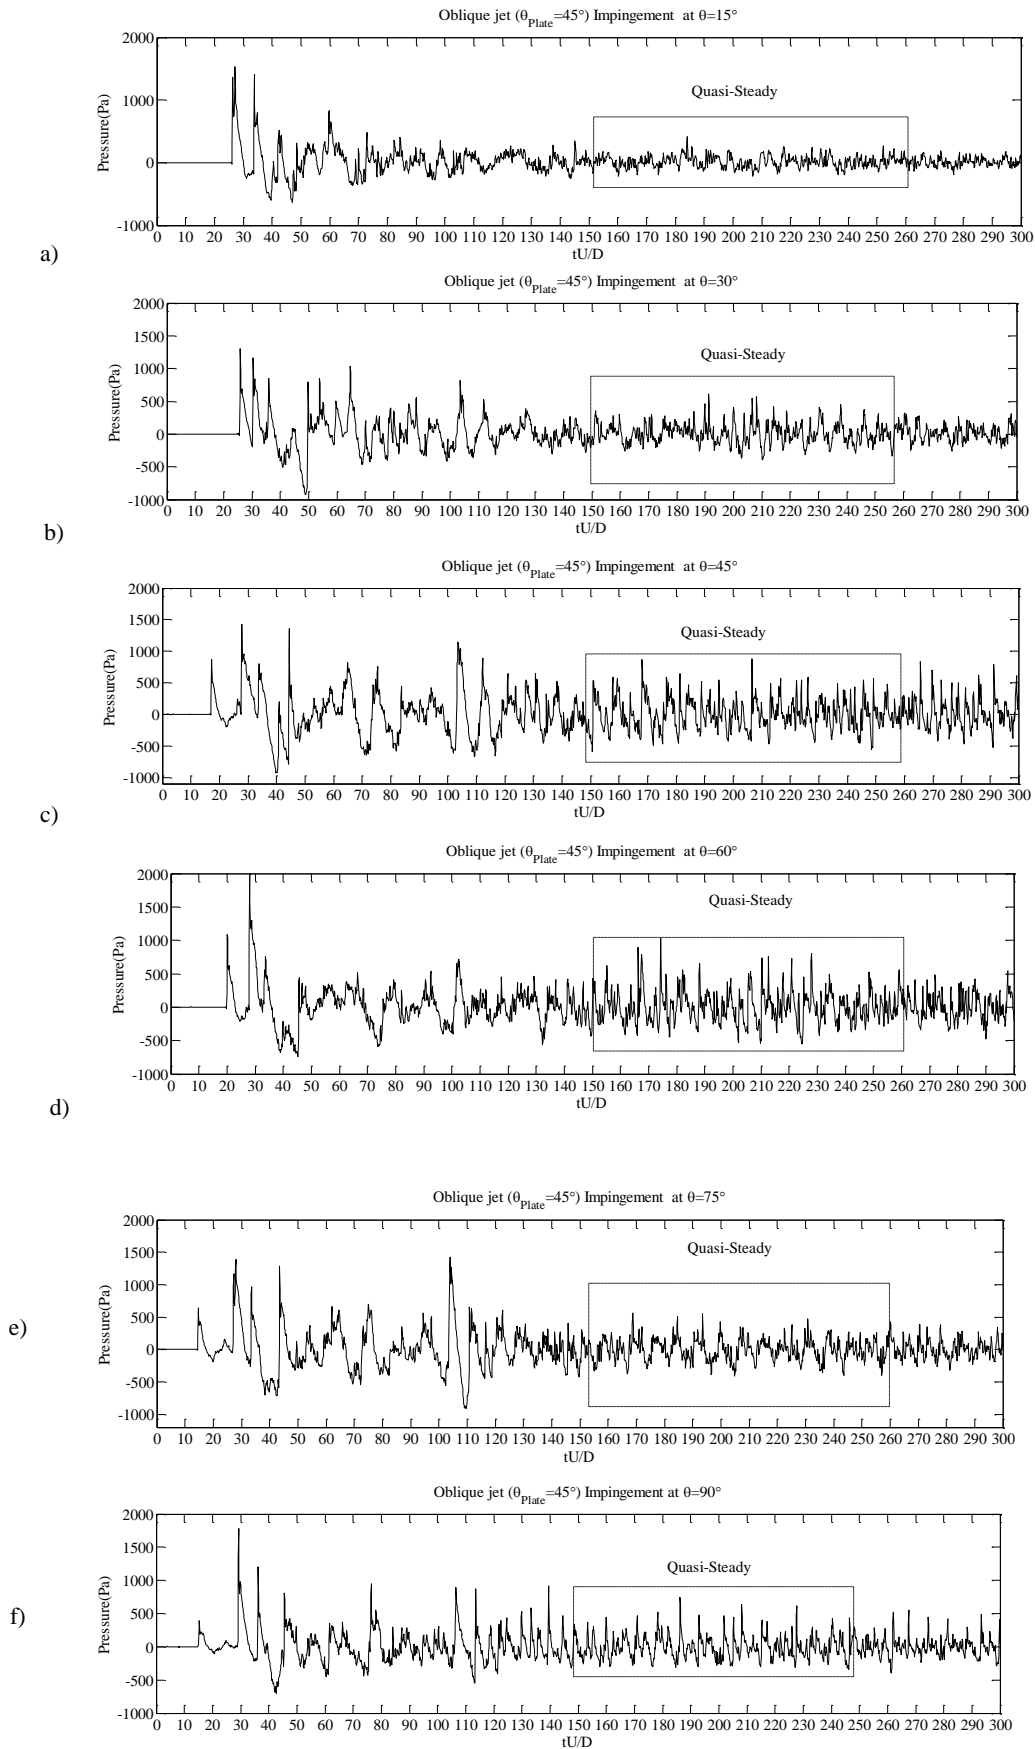 Oblique jet (θPlate=45°) Impingement at θ=15°
2000
1000
0
-1000
Pressure(Pa)
Quasi-Steady
0 10 20 30 40 50 60 70 80 90 100 110 120 130 140 150 160 170 180 190 200 210 220 230 240 250 260 270 280 290 300
tU/D
a)
Oblique jet (θPlate=45°) Impingement at θ=30°
2000
1500
1000
500
0
-500
-1000
Pressure(Pa)
Quasi-Steady
0 10 20 30 40 50 60 70 80 90 100 110 120 130 140 150 160 170 180 190 200 210 220 230 240 250 260 270 280 290 300
tU/D
b)
Oblique jet (θPlate=45°) Impingement at θ=45°
2000
1500
1000
500
0
-500
-1000
Pressure(Pa)
Quasi-Steady
0 10 20 30 40 50 60 70 80 90 100 110 120 130 140 150 160 170 180 190 200 210 220 230 240 250 260 270 280 290 300
tU/D
c)
Oblique jet (θPlate=45°) Impingement at θ=60°
2000
1500
1000
500
0
-500
-1000
Pressure(Pa)
Quasi-Steady
0 10 20 30 40 50 60 70 80 90 100 110 120 130 140 150 160 170 180 190 200 210 220 230 240 250 260 270 280 290 300
tU/D
d)
Oblique jet (θPlate=45°) Impingement at θ=75°
2000
1500
1000
500
0
-500
-1000
Pressure(Pa)
Quasi-Steady
e)
0 10 20 30 40 50 60 70 80 90 100 110 120 130 140 150 160 170 180 190 200 210 220 230 240 250 260 270 280 290 300
tU/D
Oblique jet (θPlate=45°) Impingement at θ=90°
2000
1500
1000
500
0
-500
-1000
Pressure(Pa)
Quasi-Steady
f)
0 10 20 30 40 50 60 70 80 90 100 110 120 130 140 150 160 170 180 190 200 210 220 230 240 250 260 270 280 290 300
tU/D